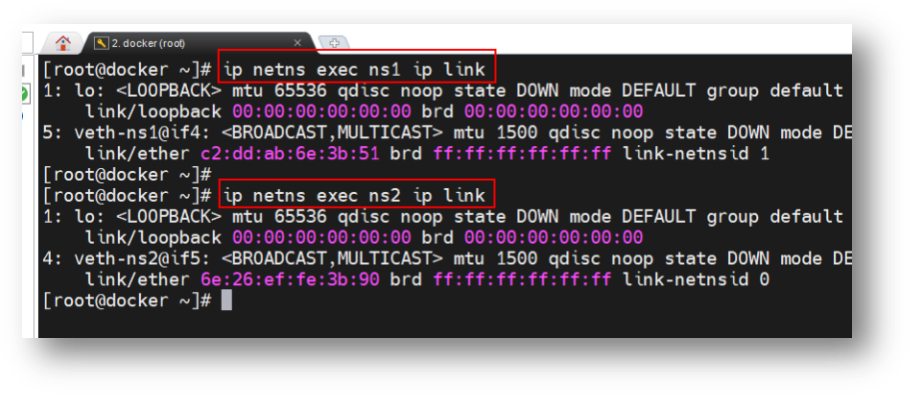 2. docker (root)
[root@docker ~]# ip netns exec ns1 ip link
1: lo: <LOOPBACK> mtu 65536 qdisc noop state DOWN mode DEFAULT group default
    link/loopback 00:00:00:00:00:00 brd 00:00:00:00:00:00
5: veth-ns1@if4: <BROADCAST,MULTICAST> mtu 1500 qdisc noop state DOWN mode DE
    link/ether c2:dd:ab:6e:3b:51 brd ff:ff:ff:ff:ff:ff link-netnsid 1
[root@docker ~]#
[root@docker ~]# ip netns exec ns2 ip link
1: lo: <LOOPBACK> mtu 65536 qdisc noop state DOWN mode DEFAULT group default
    link/loopback 00:00:00:00:00:00 brd 00:00:00:00:00:00
4: veth-ns2@if5: <BROADCAST,MULTICAST> mtu 1500 qdisc noop state DOWN mode DE
    link/ether 6e:26:ef:fe:3b:90 brd ff:ff:ff:ff:ff:ff link-netnsid 0
[root@docker ~]#